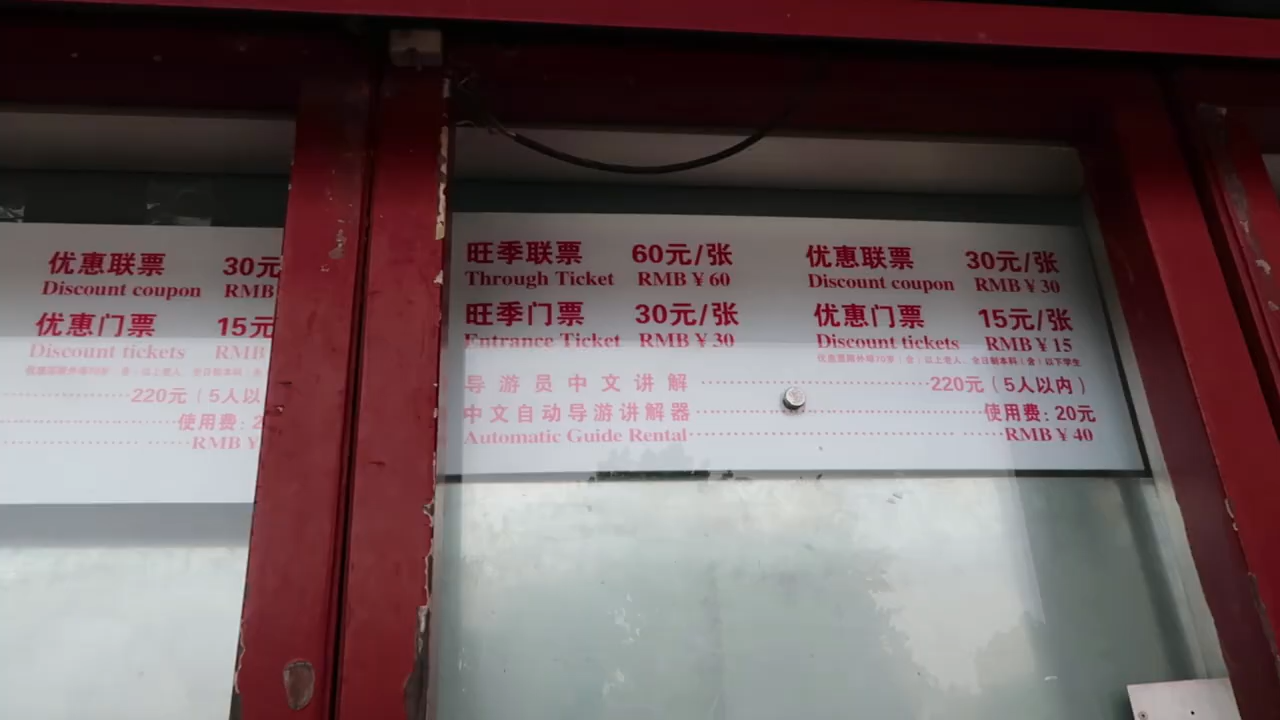 优惠联票 30元
Discount coupon RMB
优惠门票 15元
Discount tickets RMB
220元（5人以
使用费: 2
RMB ¥
旺季联票 60元/张 优惠联票 30元/张
Through Ticket RMB ¥ 60 Discount coupon RMB ¥ 30
旺季门票 30元/张 优惠门票 15元/张
Entrance Ticket RMB ¥ 30 Discount tickets RMB ¥ 15
导游员中文讲解 220元（5人以内）
中文自动导游讲解器 使用费: 20元
Automatic Guide Rental RMB ¥ 40